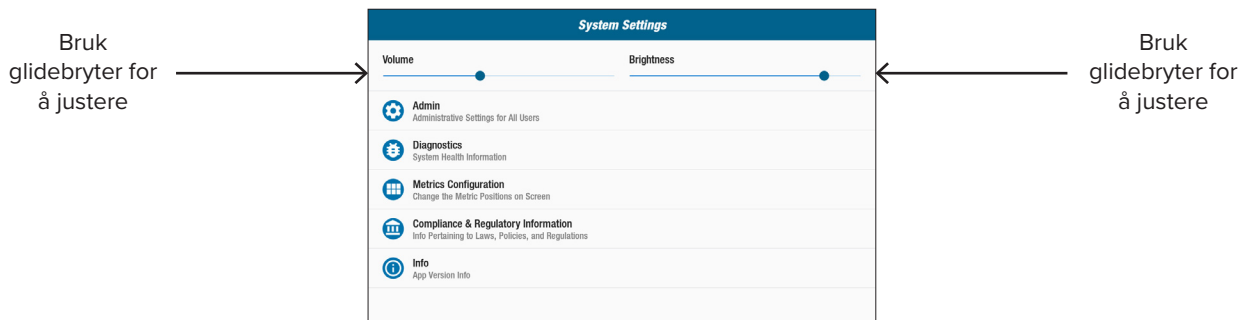 System Settings
Bruk
glidebryter for
å justere
Volume
Brightness
Bruk
glidebryter for
å justere
Admin
Administrative Settings for All Users
Diagnostics
System Health Information
Metrics Configuration
Change the Metric Positions on Screen
Compliance & Regulatory Information
Info Pertaining to Laws, Policies, and Regulations
Info
App Version Info